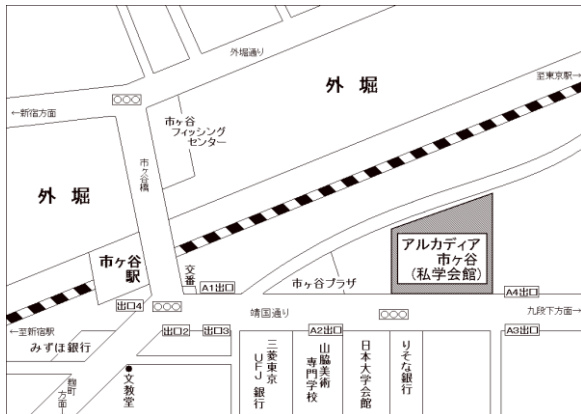 外堀通り
至東京駅→
外 堀
←新宿方面
市ヶ谷
フィッシング
センター
市ヶ谷橋
外 堀
アルカディア
市ヶ谷
(私学会館)
市ヶ谷
駅
交番
A1出口
市ヶ谷プラザ
A4出口
出口4
靖国通り
九段下方面→
←至新宿駅
出口2
出口3
A2出口
A3出口
みずほ銀行
麹町
方面
文教堂
三菱東京
UFJ銀行
山脇美術
専門学校
日本大学会館
りそな銀行